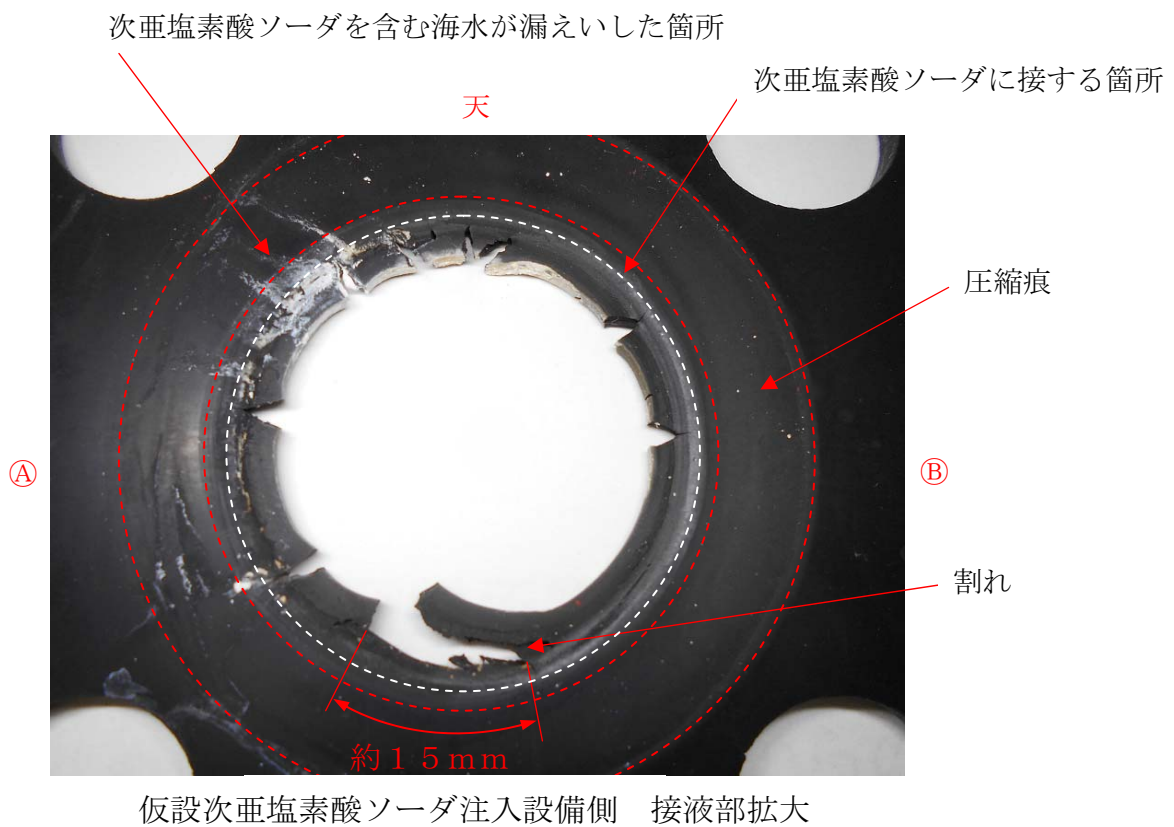 次亜塩素酸ソーダを含む海水が漏えいした箇所
次亜塩素酸ソーダに接する箇所
天
圧縮痕
Ⓐ
Ⓑ
割れ
約１５ｍｍ
仮設次亜塩素酸ソーダ注入設備側　接液部拡大